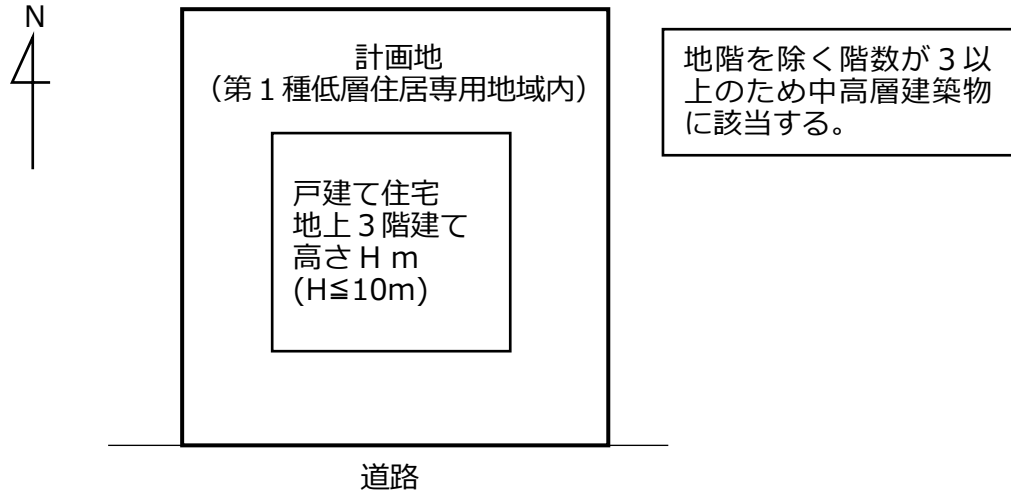 N
計画地
（第１種低層住居専用地域内）
戸建て住宅
地上３階建て
高さＨｍ
(H≦10m)
道路
地階を除く階数が３以
上のため中高層建築物
に該当する。